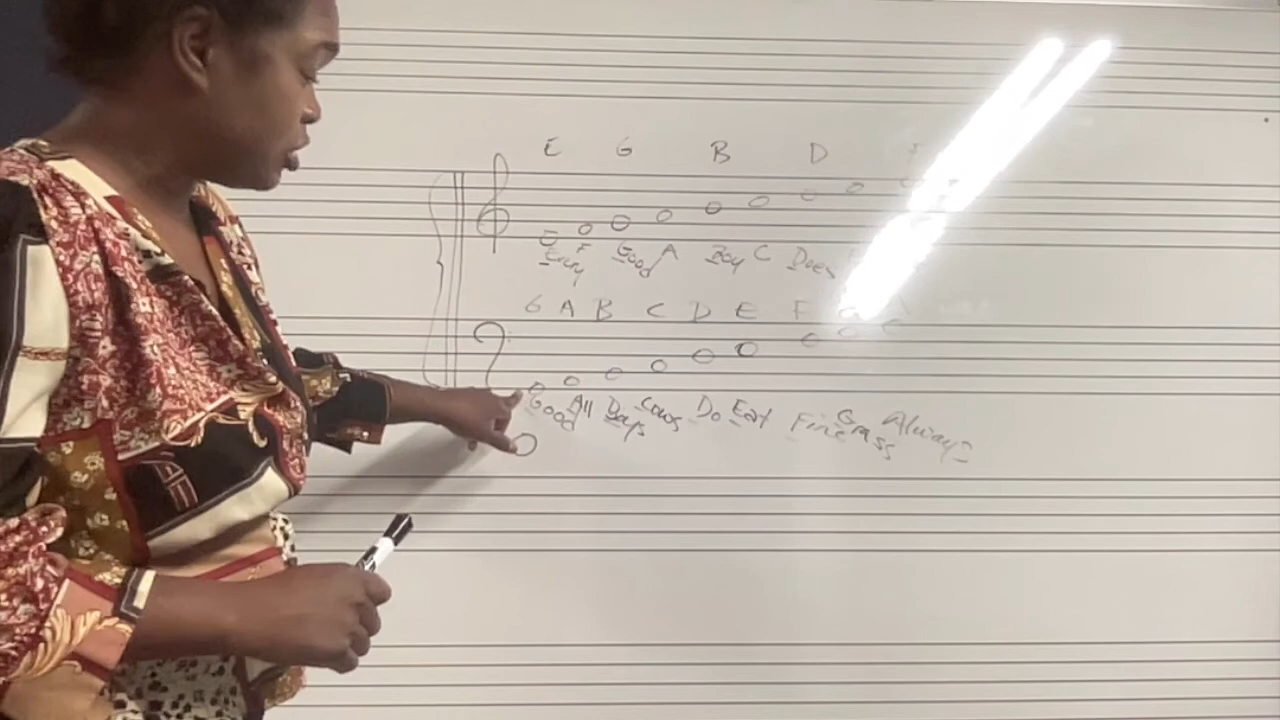 E G B D
F
Every Good A Boy C Does
G A B C D E F
Good All Days Cows Do Eat Fine Grass Always